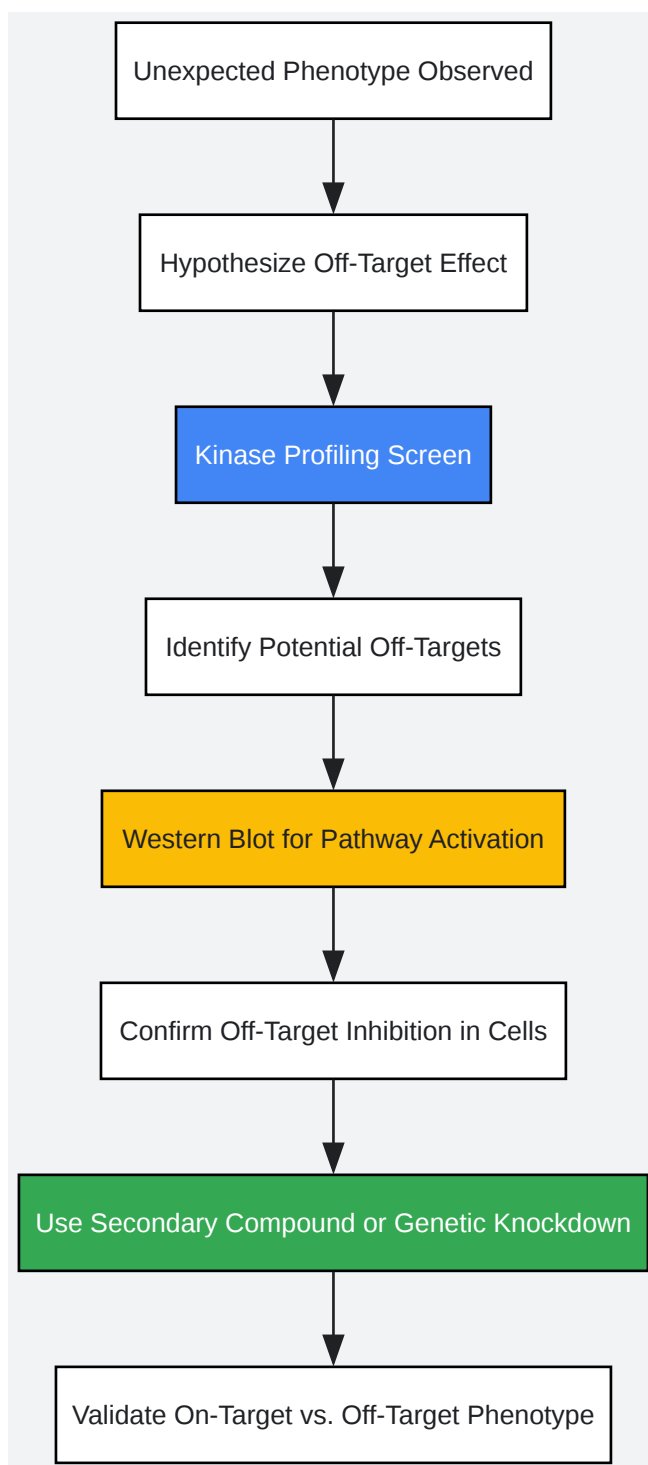 Unexpected Phenotype Observed
Hypothesize Off-Target Effect
Kinase Profiling Screen
Identify Potential Off-Targets
Western Blot for Pathway Activation
Confirm Off-Target Inhibition in Cells
Use Secondary Compound or Genetic Knockdown
Validate On-Target vs. Off-Target Phenotype